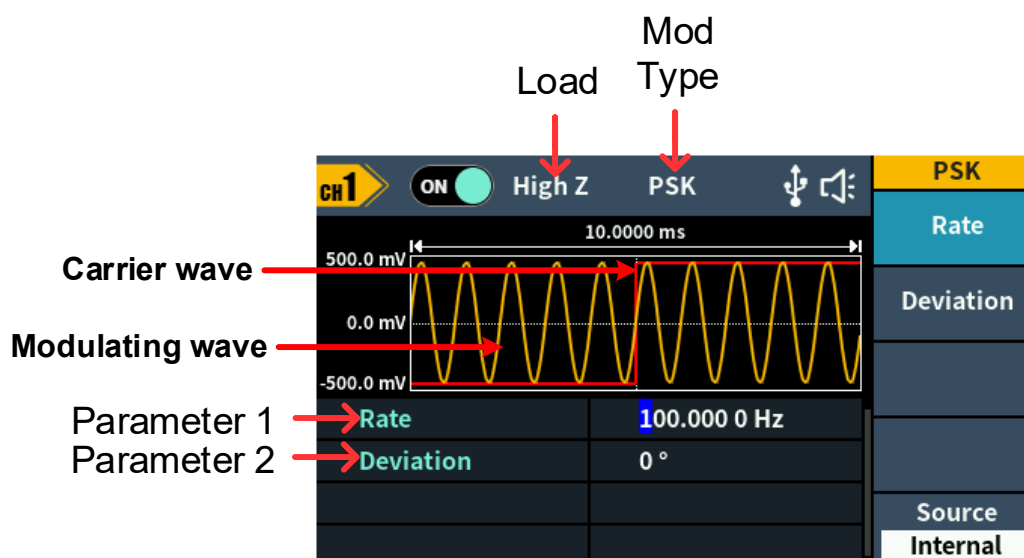 Mod
Type
Load
CH1
ON
High Z
PSK
PSK
Rate
Deviation
10.0000 ms
500.0 mV
0.0 mV
-500.0 mV
Carrier wave
Modulating wave
Parameter 1
Rate
100.000 0 Hz
Parameter 2
Deviation
0 °
Source
Internal